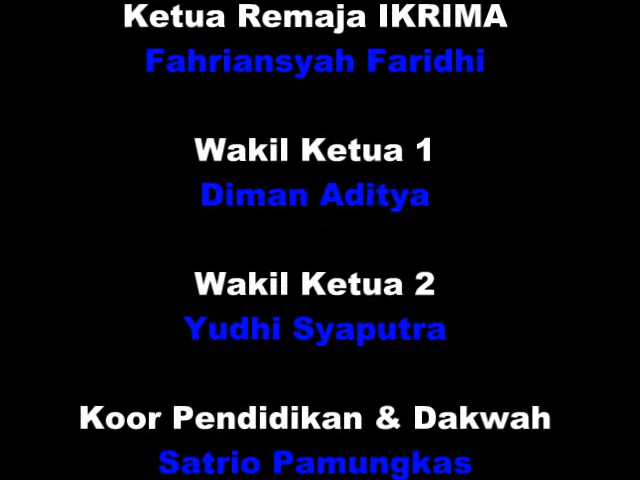 Ketua Remaja IKRIMA
Fahriansyah Faridhi
Wakil Ketua 1
Diman Aditya
Wakil Ketua 2
Yudhi Syaputra
Koor Pendidikan & Dakwah
Satrio Pamungkas